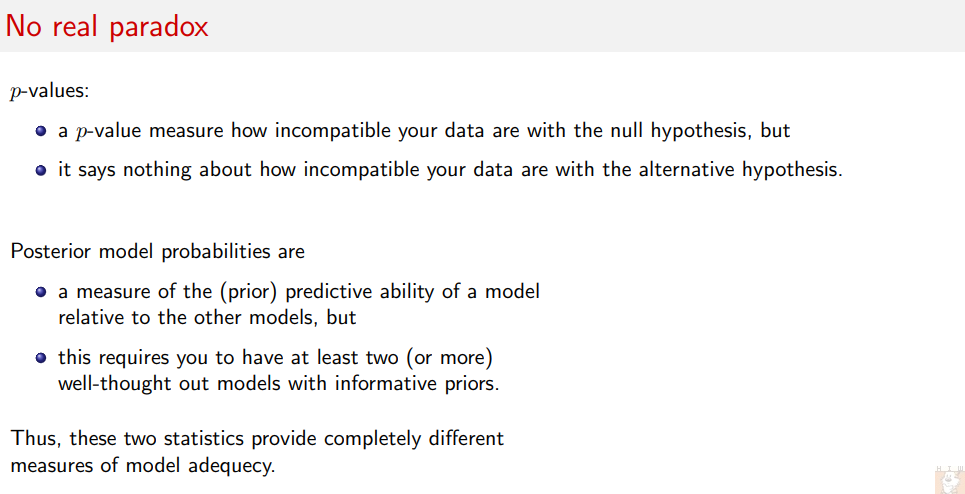 No real paradox
p-values:
a p-value measure how incompatible your data are with the null hypothesis, but
it says nothing about how incompatible your data are with the alternative hypothesis.
Posterior model probabilities are
a measure of the (prior) predictive ability of a model
relative to the other models, but
this requires you to have at least two (or more)
well-thought out models with informative priors.
Thus, these two statistics provide completely different
measures of model adequecy.